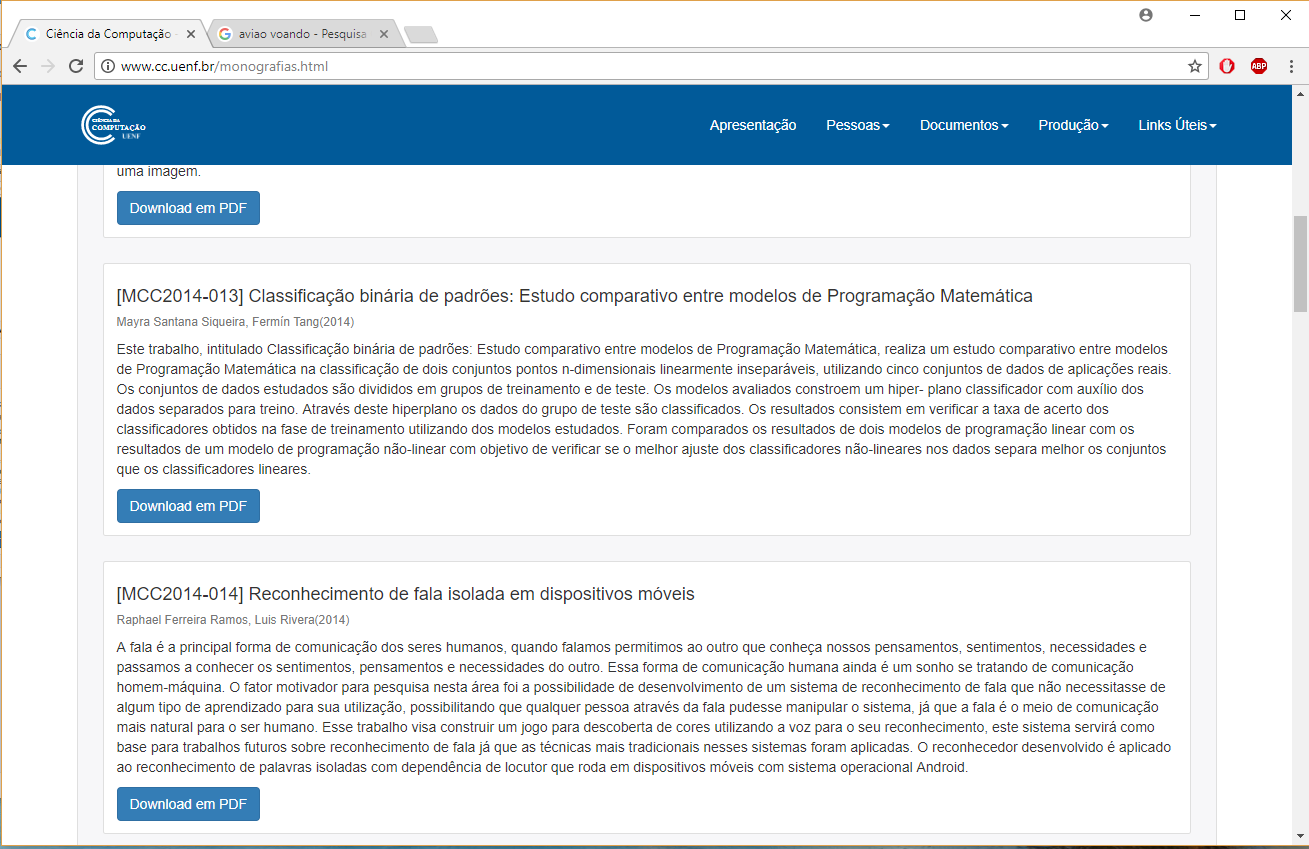 Ciência da Computação -
aviao voando - Pesquisa
www.cc.uenf.br/monografias.html
ABP
CIÊNCIA DA
COMPUTAÇÃO
UENF
Apresentação Pessoas Documentos Produção Links Úteis
uma imagem.
Download em PDF
[MCC2014-013] Classificação binária de padrões: Estudo comparativo entre modelos de Programação Matemática
Mayra Santana Siqueira, Fermín Tang(2014)
Este trabalho, intitulado Classificação binária de padrões: Estudo comparativo entre modelos de Programação Matemática, realiza um estudo comparativo entre modelos
de Programação Matemática na classificação de dois conjuntos pontos n-dimensionais linearmente inseparáveis, utilizando cinco conjuntos de dados de aplicações reais.
Os conjuntos de dados estudados são divididos em grupos de treinamento e de teste. Os modelos avaliados constroem um hiper- plano classificador com auxílio dos
dados separados para treino. Através deste hiperplano os dados do grupo de teste são classificados. Os resultados consistem em verificar a taxa de acerto dos
classificadores obtidos na fase de treinamento utilizando dos modelos estudados. Foram comparados os resultados de dois modelos de programação linear com os
resultados de um modelo de programação não-linear com objetivo de verificar se o melhor ajuste dos classificadores não-lineares nos dados separa melhor os conjuntos
que os classificadores lineares.
Download em PDF
[MCC2014-014] Reconhecimento de fala isolada em dispositivos móveis
Raphael Ferreira Ramos, Luis Rivera(2014)
A fala é a principal forma de comunicação dos seres humanos, quando falamos permitimos ao outro que conheça nossos pensamentos, sentimentos, necessidades e
passamos a conhecer os sentimentos, pensamentos e necessidades do outro. Essa forma de comunicação humana ainda é um sonho se tratando de comunicação
homem-máquina. O fator motivador para pesquisa nesta área foi a possibilidade de desenvolvimento de um sistema de reconhecimento de fala que não necessitasse de
algum tipo de aprendizado para sua utilização, possibilitando que qualquer pessoa através da fala pudesse manipular o sistema, já que a fala é o meio de comunicação
mais natural para o ser humano. Esse trabalho visa construir um jogo para descoberta de cores utilizando a voz para o seu reconhecimento, este sistema servirá como
base para trabalhos futuros sobre reconhecimento de fala já que as técnicas mais tradicionais nesses sistemas foram aplicadas. O reconhecedor desenvolvido é aplicado
ao reconhecimento de palavras isoladas com dependência de locutor que roda em dispositivos móveis com sistema operacional Android.
Download em PDF